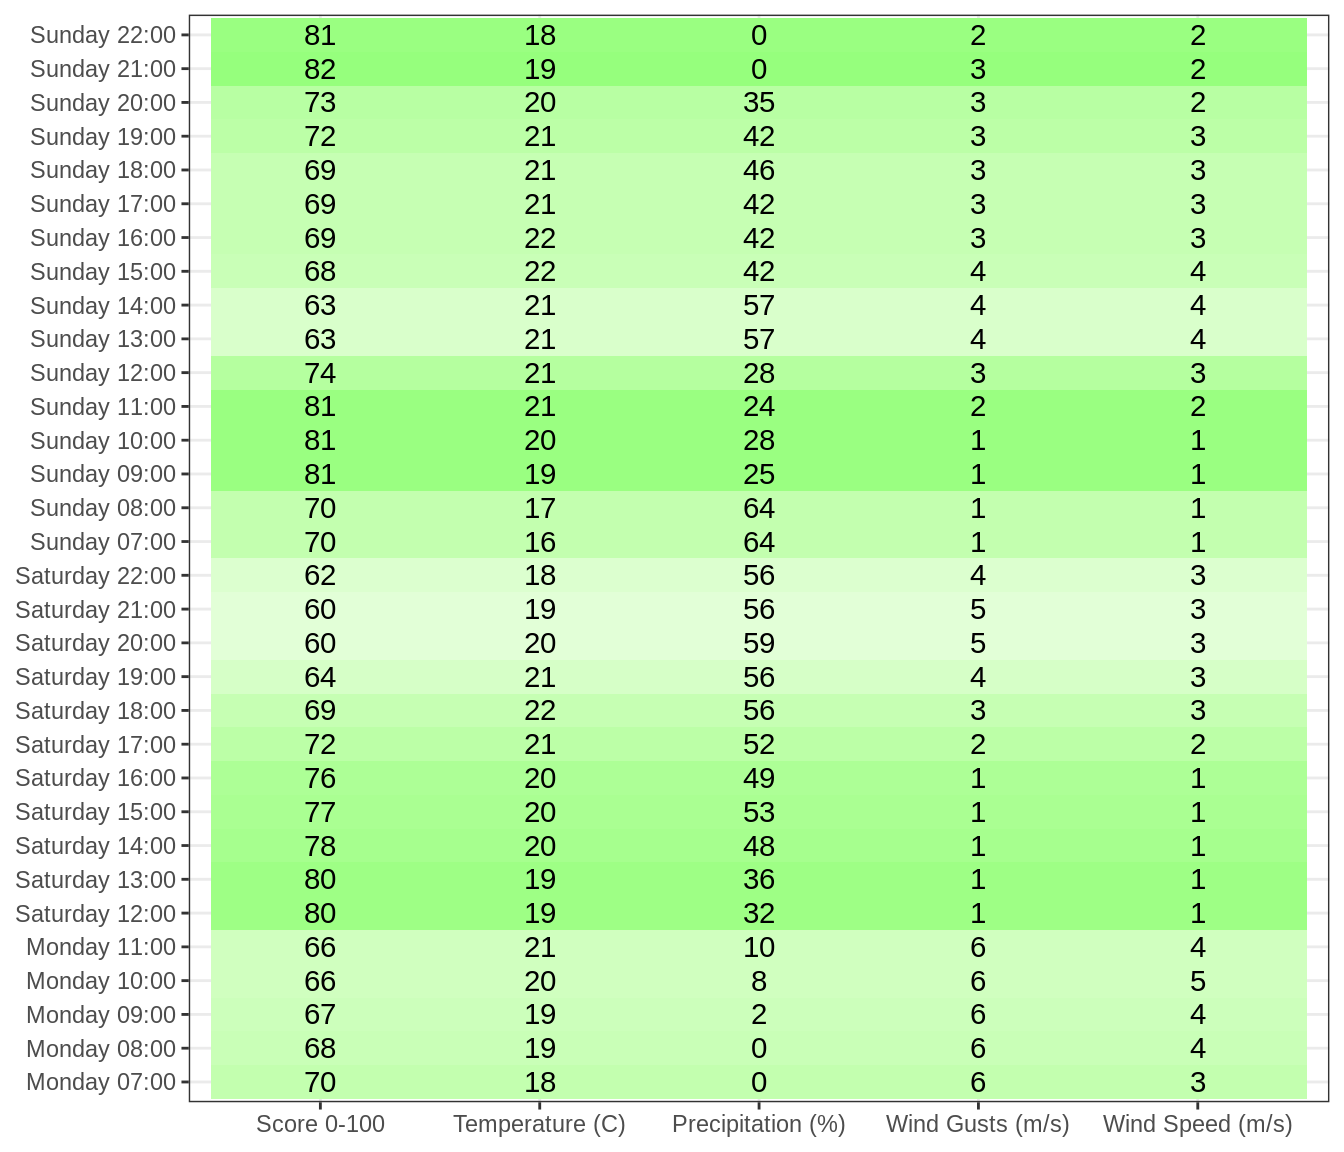 Sunday 22:00 81 18 0 2 2
Sunday 21:00 82 19 0 3 2
Sunday 20:00 73 20 35 3 2
Sunday 19:00 72 21 42 3 3
Sunday 18:00 69 21 46 3 3
Sunday 17:00 69 21 42 3 3
Sunday 16:00 69 22 42 3 3
Sunday 15:00 68 22 42 4 4
Sunday 14:00 63 21 57 4 4
Sunday 13:00 63 21 57 4 4
Sunday 12:00 74 21 28 3 3
Sunday 11:00 81 21 24 2 2
Sunday 10:00 81 20 28 1 1
Sunday 09:00 81 19 25 1 1
Sunday 08:00 70 17 64 1 1
Sunday 07:00 70 16 64 1 1
Saturday 22:00 62 18 56 4 3
Saturday 21:00 60 19 56 5 3
Saturday 20:00 60 20 59 5 3
Saturday 19:00 64 21 56 4 3
Saturday 18:00 69 22 56 3 3
Saturday 17:00 72 21 52 2 2
Saturday 16:00 76 20 49 1 1
Saturday 15:00 77 20 53 1 1
Saturday 14:00 78 20 48 1 1
Saturday 13:00 80 19 36 1 1
Saturday 12:00 80 19 32 1 1
Monday 11:00 66 21 10 6 4
Monday 10:00 66 20 8 6 5
Monday 09:00 67 19 2 6 4
Monday 08:00 68 19 0 6 4
Monday 07:00 70 18 0 6 3
Score 0-100 Temperature (C) Precipitation (%) Wind Gusts (m/s) Wind Speed (m/s)